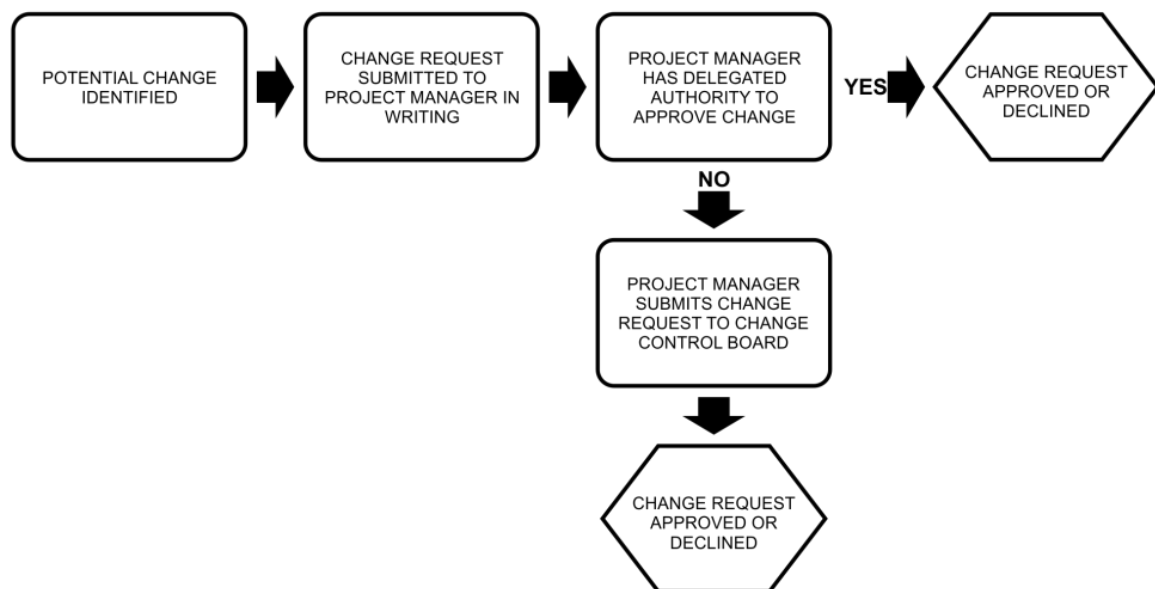 POTENTIAL CHANGE
IDENTIFIED
CHANGE REQUEST
SUBMITTED TO
PROJECT MANAGER IN
WRITING
PROJECT MANAGER
HAS DELEGATED
AUTHORITY TO
APPROVE CHANGE
YES
CHANGE REQUEST
APPROVED OR
DECLINED
NO
PROJECT MANAGER
SUBMITS CHANGE
REQUEST TO CHANGE
CONTROL BOARD
CHANGE REQUEST
APPROVED OR
DECLINED